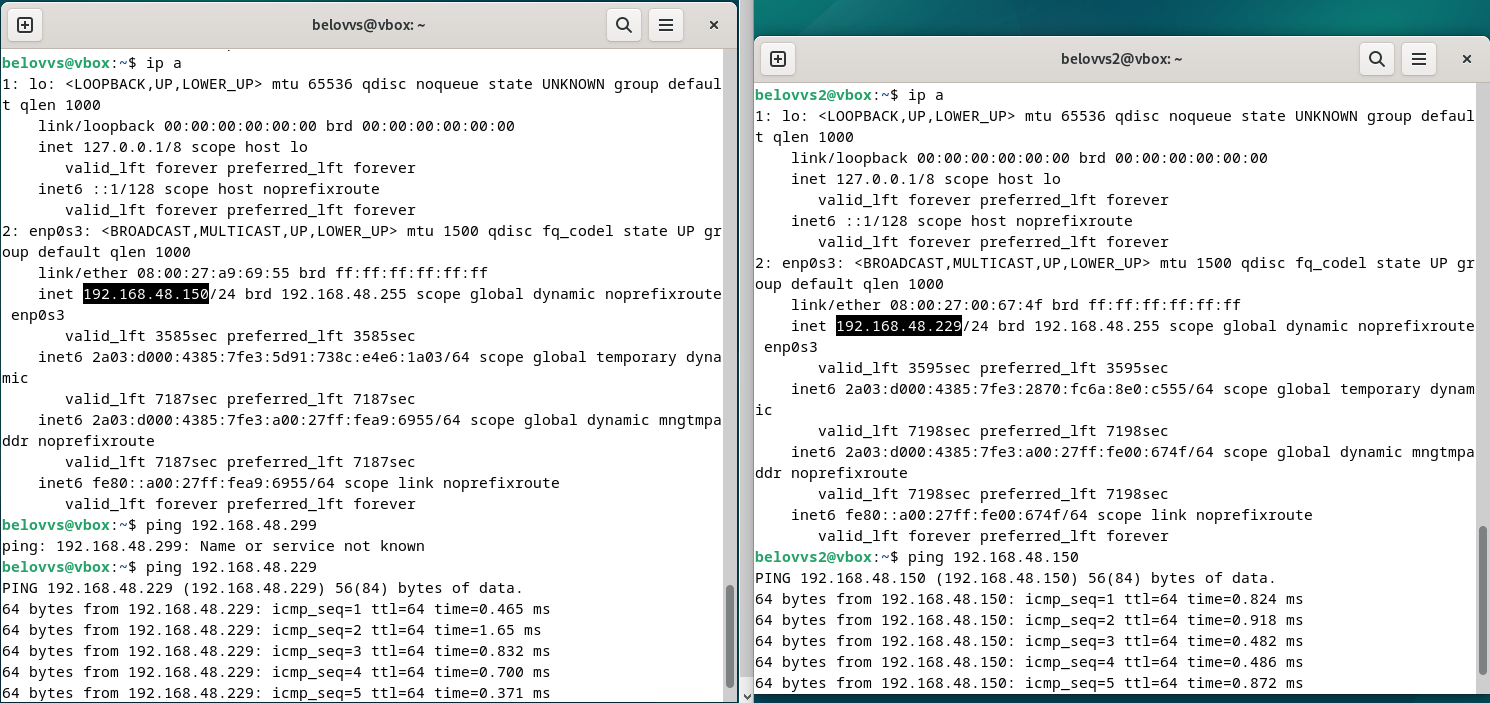 belovvs@vbox: ~
belovvs@vbox:~$ ip a
1: lo: <LOOPBACK,UP,LOWER_UP> mtu 65536 qdisc noqueue state UNKNOWN group defaul
t qlen 1000
    link/loopback 00:00:00:00:00:00 brd 00:00:00:00:00:00
    inet 127.0.0.1/8 scope host lo
       valid_lft forever preferred_lft forever
    inet6 ::1/128 scope host noprefixroute
       valid_lft forever preferred_lft forever
2: enp0s3: <BROADCAST,MULTICAST,UP,LOWER_UP> mtu 1500 qdisc fq_codel state UP gr
oup default qlen 1000
    link/ether 08:00:27:a9:69:55 brd ff:ff:ff:ff:ff:ff
    inet 192.168.48.150/24 brd 192.168.48.255 scope global dynamic noprefixroute
 enp0s3
       valid_lft 3585sec preferred_lft 3585sec
    inet6 2a03:d000:4385:7fe3:5d91:738c:e4e6:1a03/64 scope global temporary dyna
mic
       valid_lft 7187sec preferred_lft 7187sec
    inet6 2a03:d000:4385:7fe3:a00:27ff:fea9:6955/64 scope global dynamic mngtmpa
ddr noprefixroute
       valid_lft 7187sec preferred_lft 7187sec
    inet6 fe80::a00:27ff:fea9:6955/64 scope link noprefixroute
       valid_lft forever preferred_lft forever
belovvs@vbox:~$ ping 192.168.48.299
ping: 192.168.48.299: Name or service not known
belovvs@vbox:~$ ping 192.168.48.229
PING 192.168.48.229 (192.168.48.229) 56(84) bytes of data.
64 bytes from 192.168.48.229: icmp_seq=1 ttl=64 time=0.465 ms
64 bytes from 192.168.48.229: icmp_seq=2 ttl=64 time=1.65 ms
64 bytes from 192.168.48.229: icmp_seq=3 ttl=64 time=0.832 ms
64 bytes from 192.168.48.229: icmp_seq=4 ttl=64 time=0.700 ms
64 bytes from 192.168.48.229: icmp_seq=5 ttl=64 time=0.371 ms
belovvs2@vbox: ~
belovvs2@vbox:~$ ip a
1: lo: <LOOPBACK,UP,LOWER_UP> mtu 65536 qdisc noqueue state UNKNOWN group defaul
t qlen 1000
    link/loopback 00:00:00:00:00:00 brd 00:00:00:00:00:00
    inet 127.0.0.1/8 scope host lo
       valid_lft forever preferred_lft forever
    inet6 ::1/128 scope host noprefixroute
       valid_lft forever preferred_lft forever
2: enp0s3: <BROADCAST,MULTICAST,UP,LOWER_UP> mtu 1500 qdisc fq_codel state UP gr
oup default qlen 1000
    link/ether 08:00:27:00:67:4f brd ff:ff:ff:ff:ff:ff
    inet 192.168.48.229/24 brd 192.168.48.255 scope global dynamic noprefixroute
 enp0s3
       valid_lft 3595sec preferred_lft 3595sec
    inet6 2a03:d000:4385:7fe3:2870:fc6a:8e0:c555/64 scope global temporary dynam
ic
       valid_lft 7198sec preferred_lft 7198sec
    inet6 2a03:d000:4385:7fe3:a00:27ff:fe00:674f/64 scope global dynamic mngtmpa
ddr noprefixroute
       valid_lft 7198sec preferred_lft 7198sec
    inet6 fe80::a00:27ff:fe00:674f/64 scope link noprefixroute
       valid_lft forever preferred_lft forever
belovvs2@vbox:~$ ping 192.168.48.150
PING 192.168.48.150 (192.168.48.150) 56(84) bytes of data.
64 bytes from 192.168.48.150: icmp_seq=1 ttl=64 time=0.824 ms
64 bytes from 192.168.48.150: icmp_seq=2 ttl=64 time=0.918 ms
64 bytes from 192.168.48.150: icmp_seq=3 ttl=64 time=0.482 ms
64 bytes from 192.168.48.150: icmp_seq=4 ttl=64 time=0.486 ms
64 bytes from 192.168.48.150: icmp_seq=5 ttl=64 time=0.872 ms